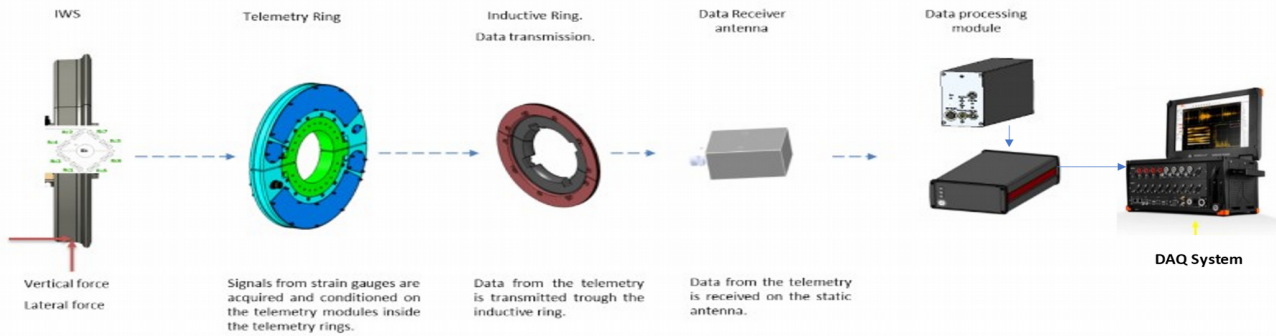 IWS
Telemetry Ring
Inductive Ring.
Data transmission.
Data Receiver
antenna
Data processing
module
Vertical force
Lateral force
Signals from strain gauges are
acquired and conditioned on
the telemetry modules inside
the telemetry rings.
Data from the telemetry
is transmitted trough the
inductive ring.
Data from the telemetry
is received on the static
antenna.
DAQ System